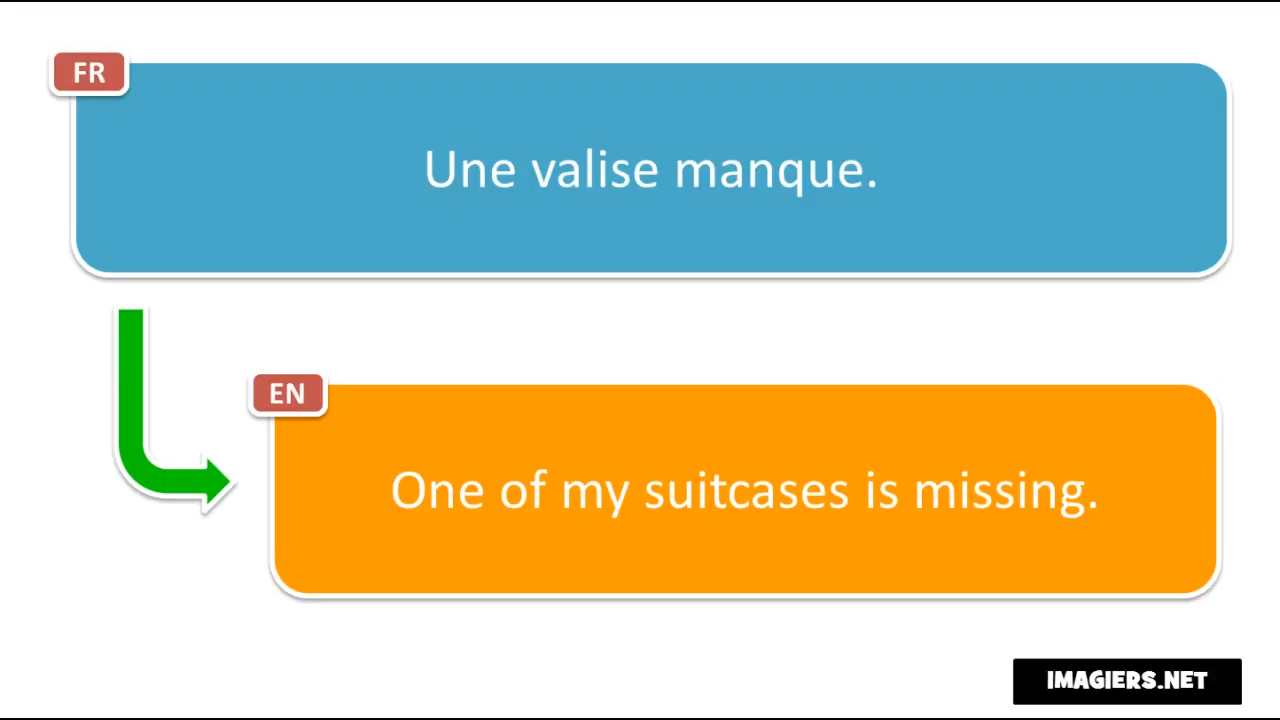 FR
Une valise manque.
EN
One of my suitcases is missing.
IMAGIERS.NET